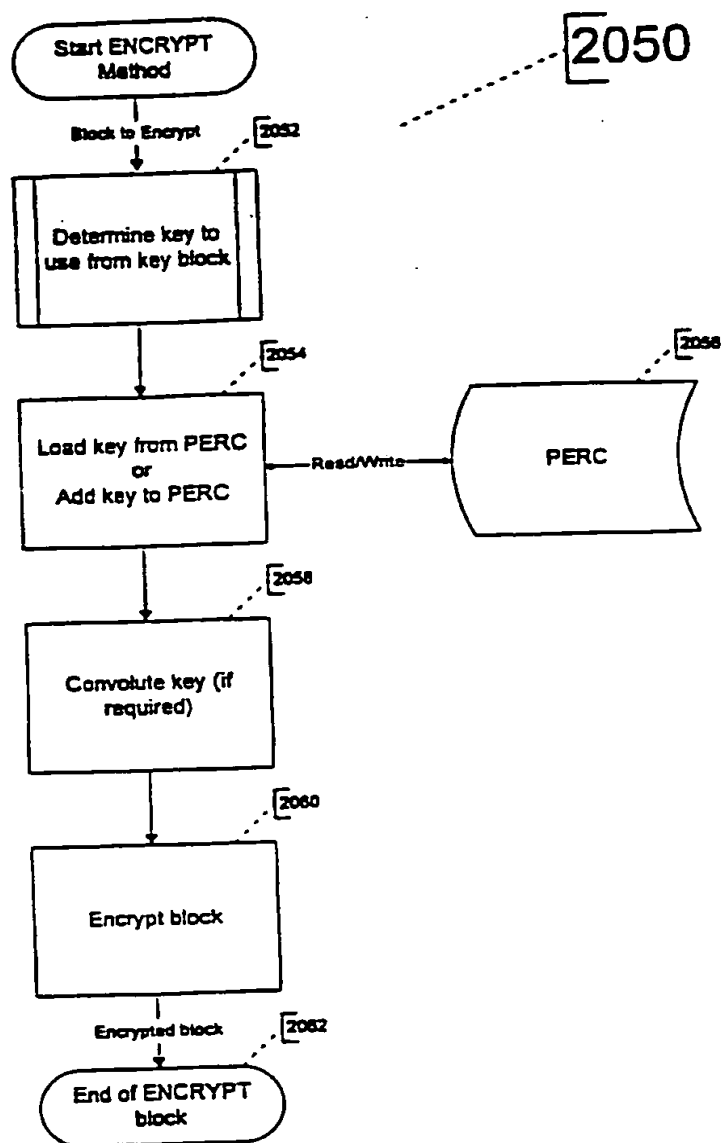 Start ENCRYPT
Method
2050
Block to Encrypt
2052
Determine key to
use from key block
2054
Load key from PERC
or
Add key to PERC
Read/Write
2056
PERC
2058
Convolute key (if
required)
2060
Encrypt block
Encrypted block
2062
End of ENCRYPT
block